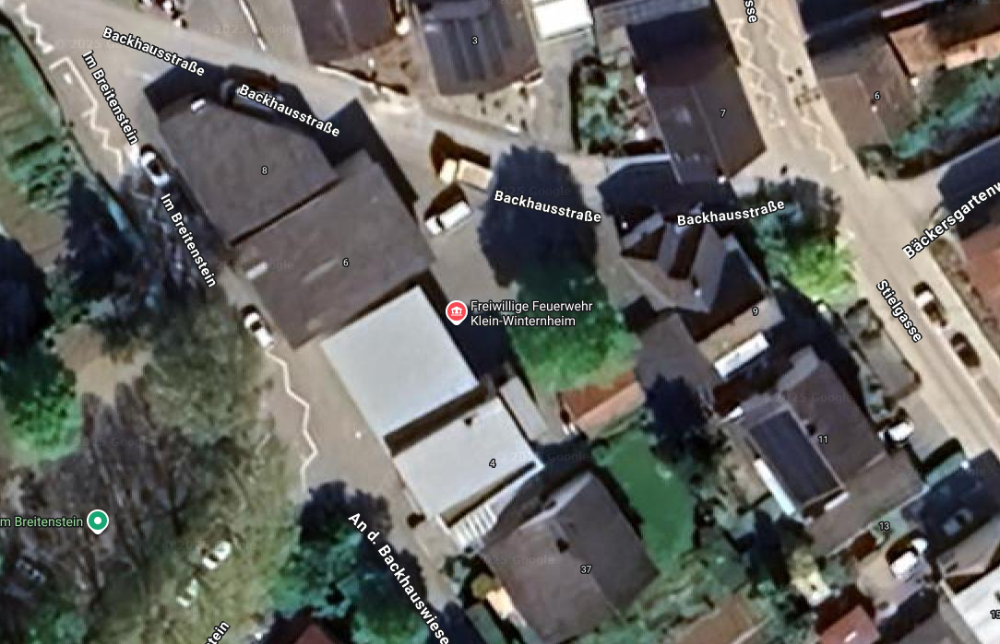 Backhausstraße
Im Breitenstein
Backhausstraße
3
7
6
8
Backhausstraße
Backhausstraße
Im Breitenstein
6
Freiwillige Feuerwehr
Klein-Winternheim
9
Stielgasse
11
4
m Breitenstein
An d. Backhauswiese
13
37